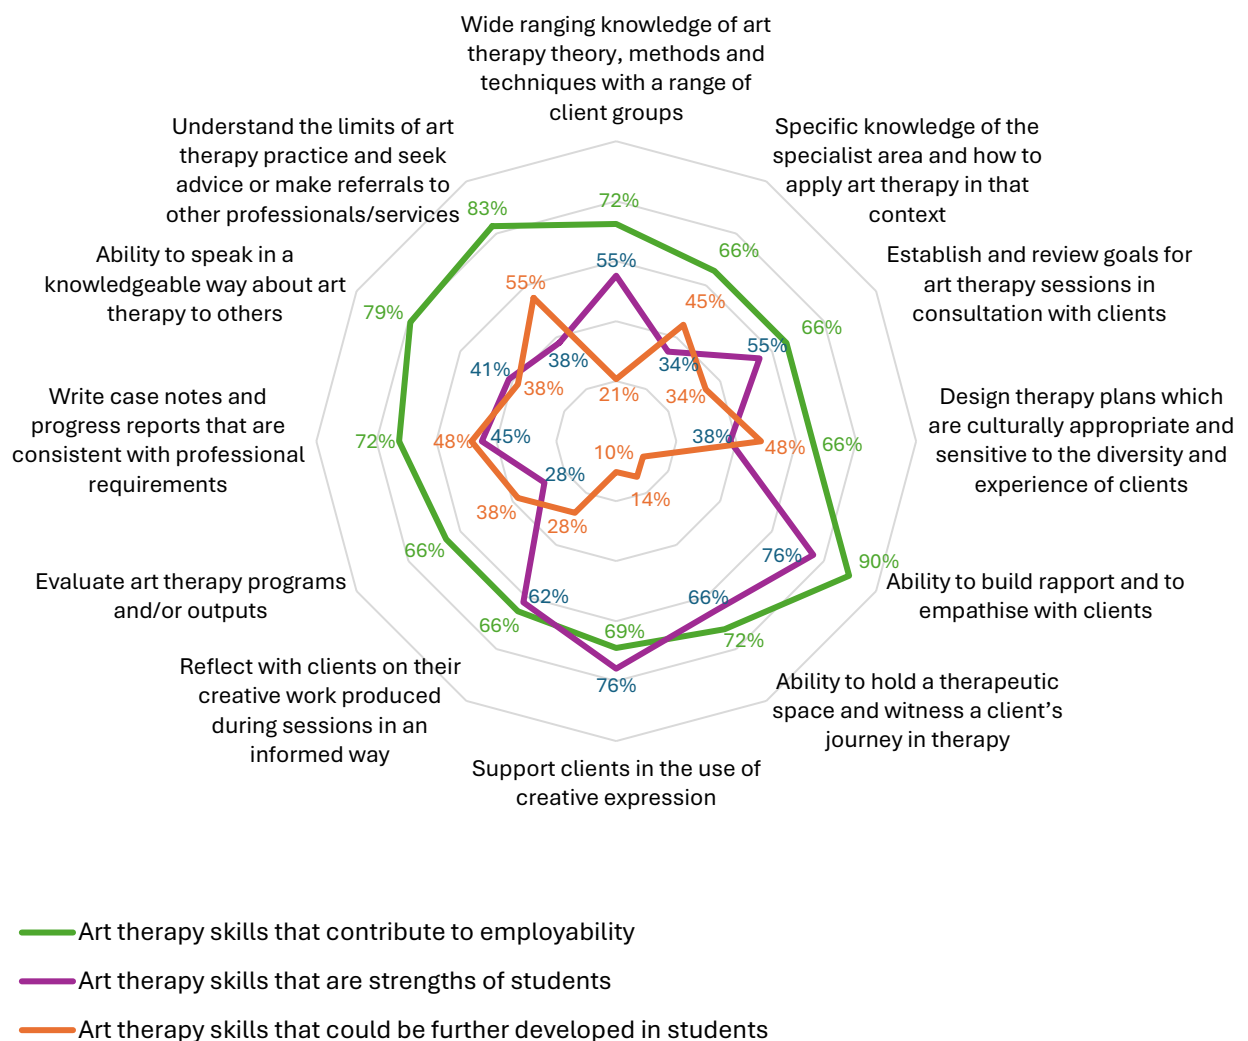 Wide ranging knowledge of art
therapy theory, methods and
techniques with a range of
client groups
Specific knowledge of the
specialist area and how to
apply art therapy in that
context
Establish and review goals for
art therapy sessions in
consultation with clients
Design therapy plans which
are culturally appropriate and
sensitive to the diversity and
experience of clients
Ability to build rapport and to
empathise with clients
Ability to hold a therapeutic
space and witness a client’s
journey in therapy
Support clients in the use of
creative expression
Reflect with clients on their
creative work produced
during sessions in an
informed way
Evaluate art therapy programs
and/or outputs
Write case notes and
progress reports that are
consistent with professional
requirements
Ability to speak in a
knowledgeable way about art
therapy to others
Understand the limits of art
therapy practice and seek
advice or make referrals to
other professionals/services
72%
66%
66%
66%
90%
72%
69%
66%
66%
72%
79%
83%
55%
34%
55%
38%
76%
66%
76%
62%
28%
45%
41%
38%
21%
45%
34%
48%
10%
14%
28%
38%
48%
38%
55%
Art therapy skills that contribute to employability
Art therapy skills that are strengths of students
Art therapy skills that could be further developed in students